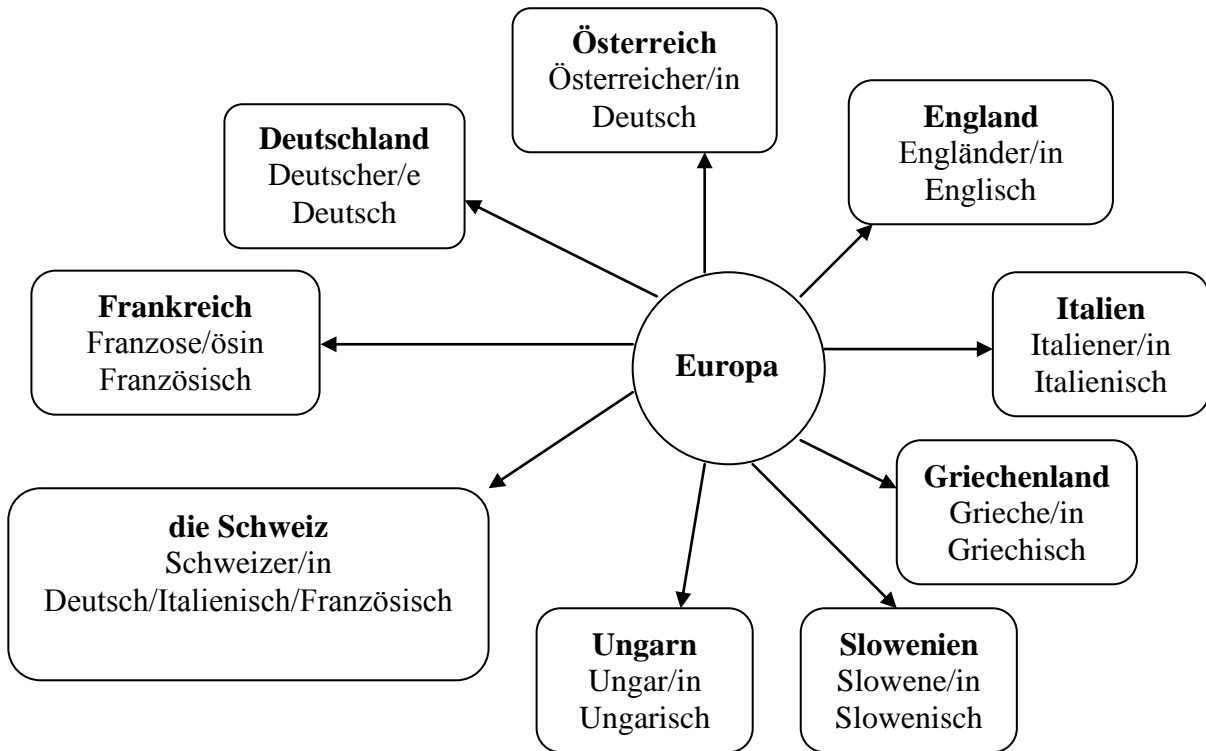 Österreich
Österreicher/in
Deutsch
Deutschland
Deutscher/e
Deutsch
England
Engländer/in
Englisch
Frankreich
Franzose/ösin
Französisch
Europa
Italien
Italiener/in
Italienisch
Griechenland
Grieche/in
Griechisch
die Schweiz
Schweizer/in
Deutsch/Italienisch/Französisch
Ungarn
Ungar/in
Ungarisch
Slowenien
Slowene/in
Slowenisch